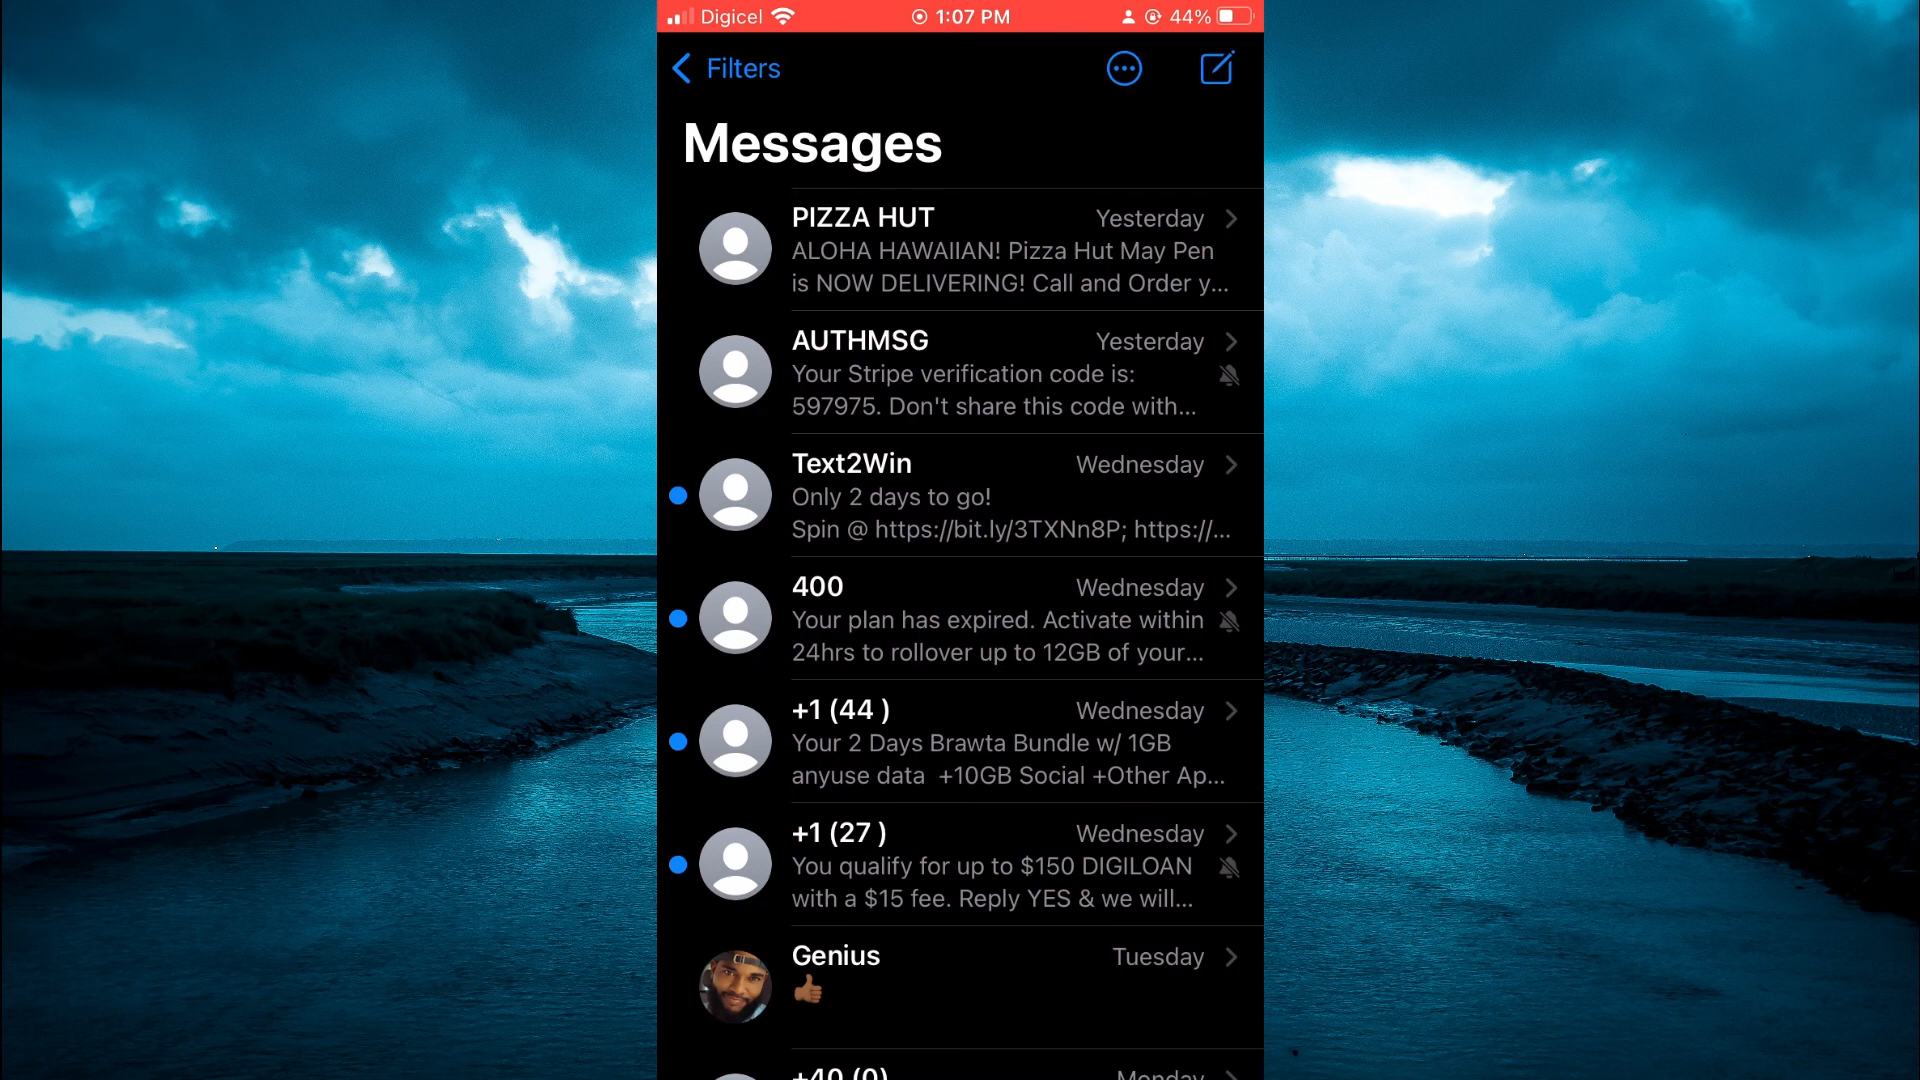 Digicel 1:07 PM 44%
Filters
Messages
PIZZA HUT Yesterday
ALOHA HAWAIIAN! Pizza Hut May Pen
is NOW DELIVERING! Call and Order y...
AUTHMSG Yesterday
Your Stripe verification code is:
597975. Don't share this code with...
Text2Win Wednesday
Only 2 days to go!
Spin @ https://bit.ly/3TXNn8P; https://...
400 Wednesday
Your plan has expired. Activate within
24hrs to rollover up to 12GB of your...
+1 (44 ) Wednesday
Your 2 Days Brawta Bundle w/ 1GB
anyuse data +10GB Social +Other Ap...
+1 (27 ) Wednesday
You qualify for up to $150 DIGILOAN
with a $15 fee. Reply YES & we will...
Genius Tuesday
👍🏽
+40 (0) Monday